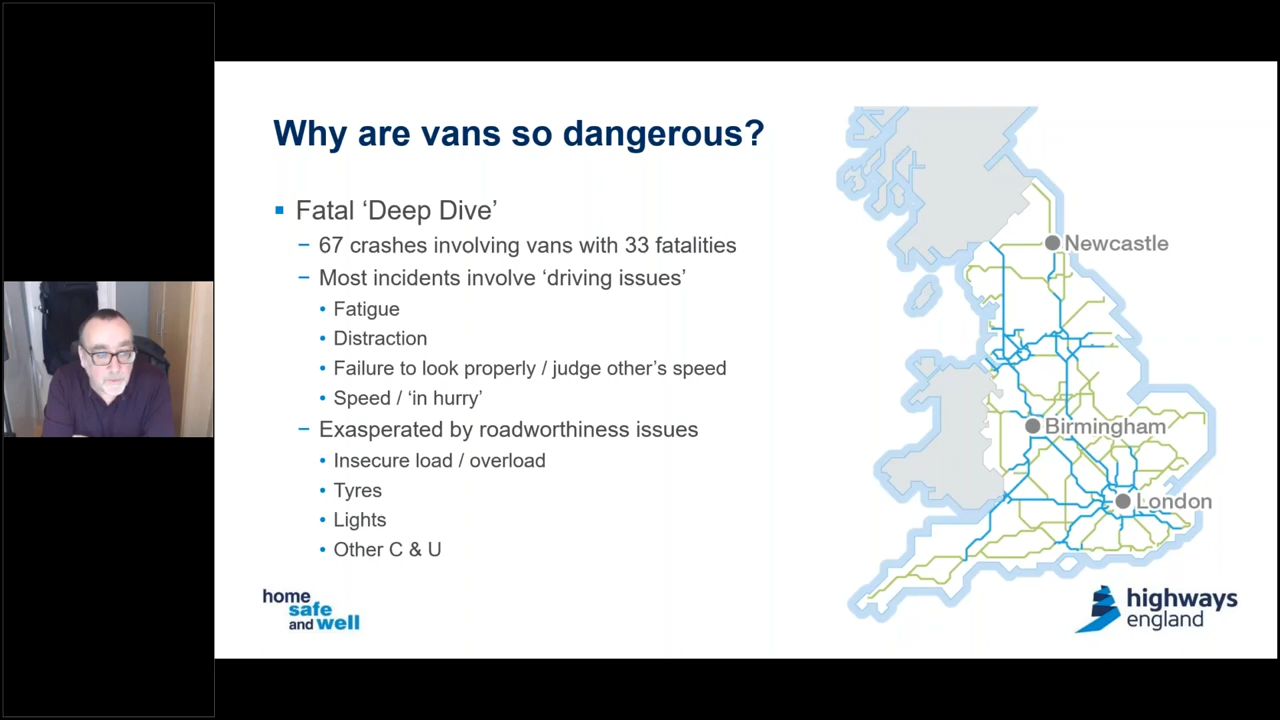 Why are vans so dangerous?
Fatal ‘Deep Dive’
67 crashes involving vans with 33 fatalities
Most incidents involve ‘driving issues’
Fatigue
Distraction
Failure to look properly / judge other’s speed
Speed / ‘in hurry’
Exasperated by roadworthiness issues
Insecure load / overload
Tyres
Lights
Other C & U
Newcastle
Birmingham
London
home
safe
and well
highways
england